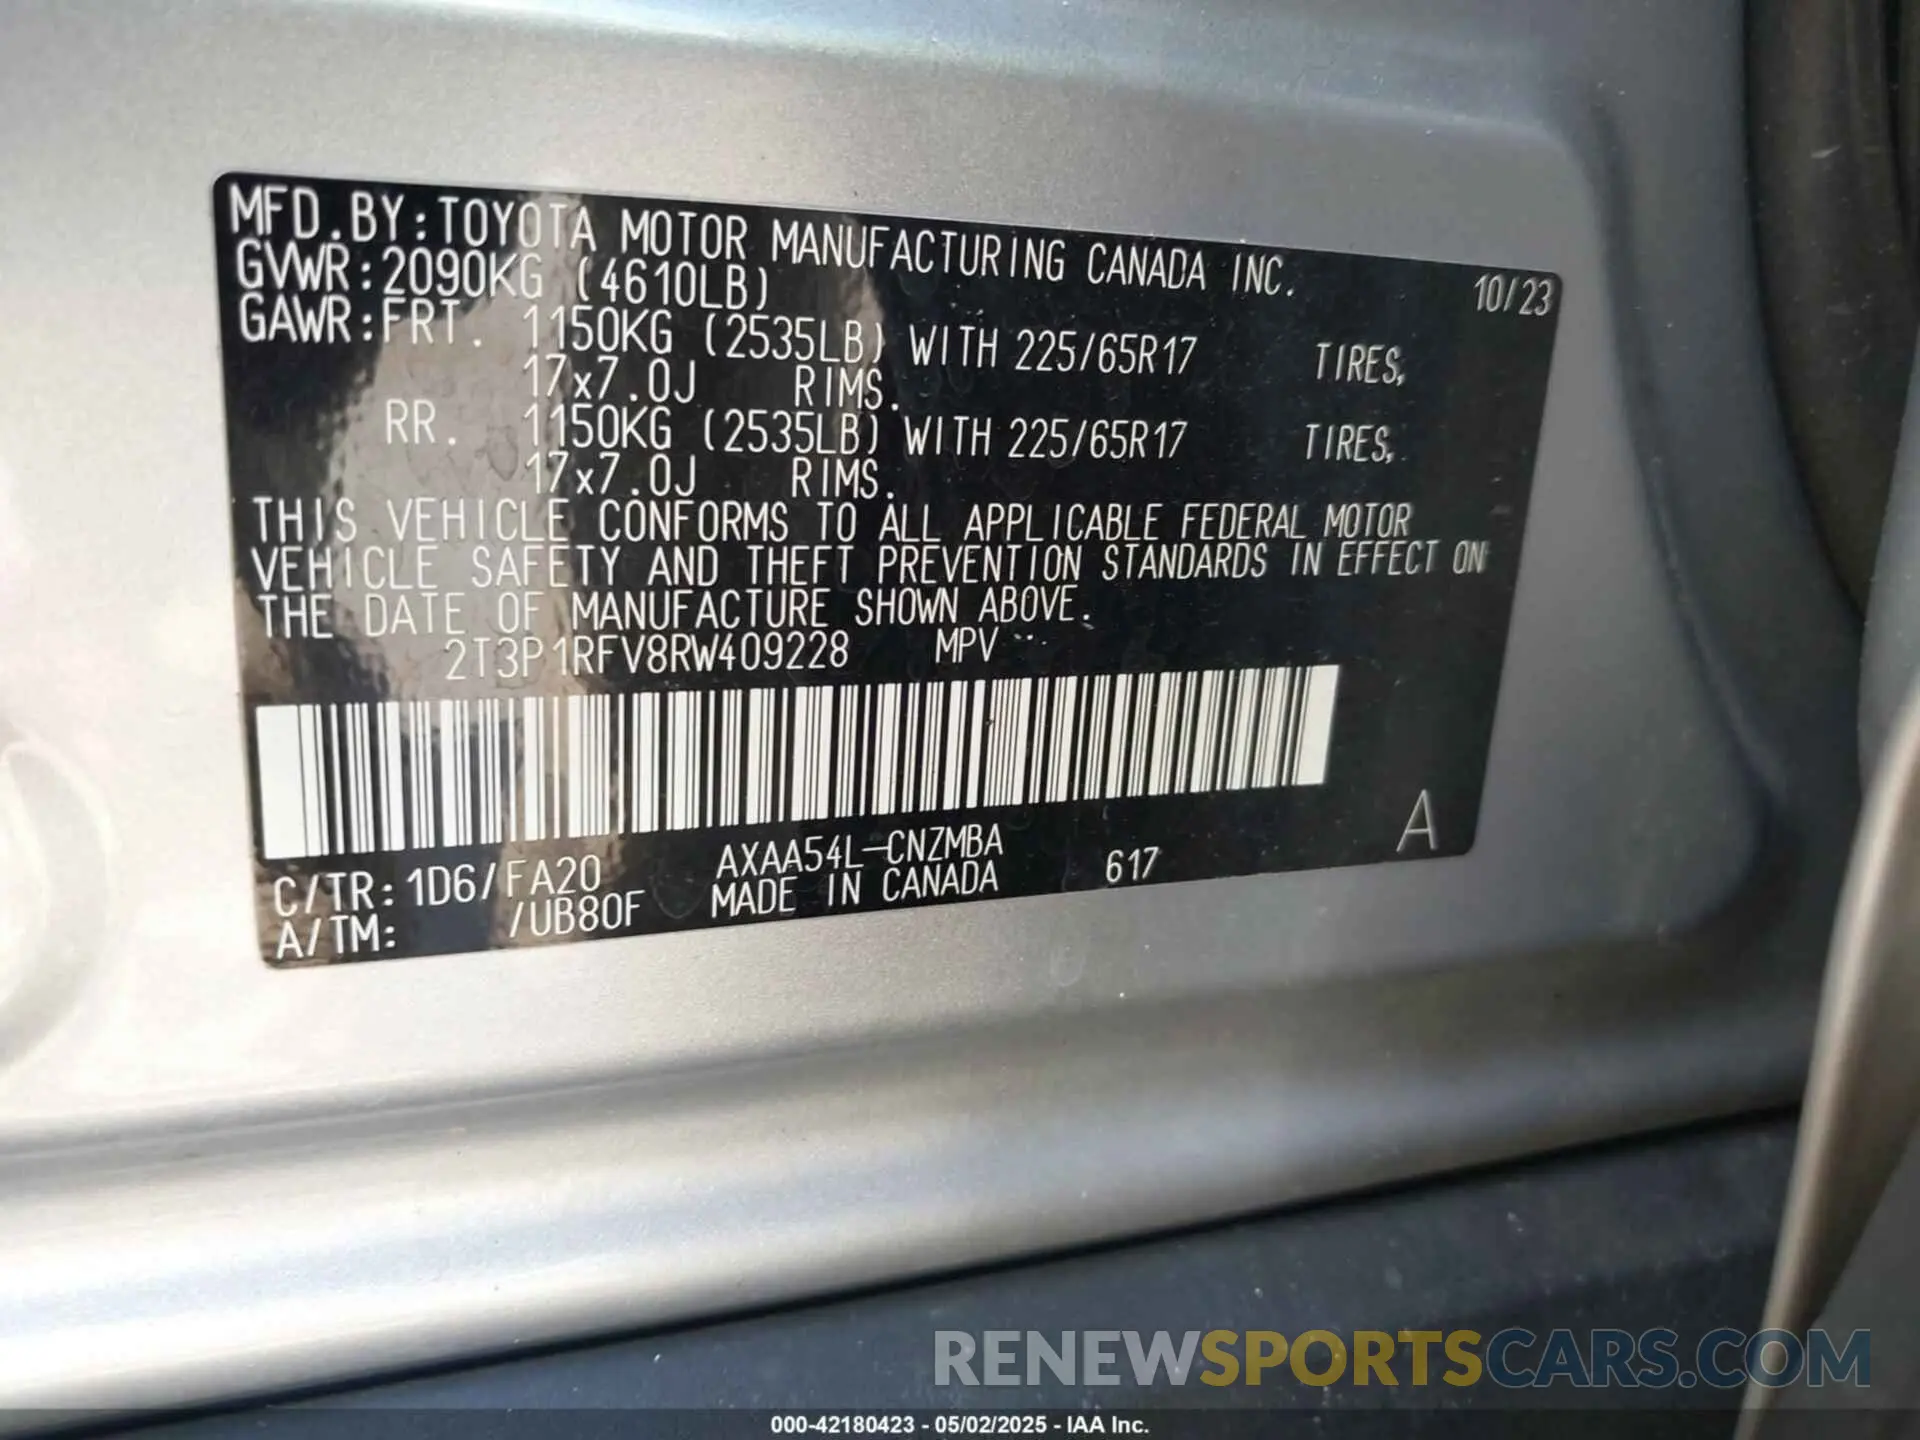 MFD.BY:TOYOTA MOTOR MANUFACTURING CANADA INC. 10/23
GVWR:2090KG (4610LB)
GAWR:FRT. 1150KG (2535LB) WITH 225/65R17 TIRES,
17x7.0J RIMS.
RR. 1150KG (2535LB) WITH 225/65R17 TIRES,
17x7.0J RIMS.
THIS VEHICLE CONFORMS TO ALL APPLICABLE FEDERAL MOTOR
VEHICLE SAFETY AND THEFT PREVENTION STANDARDS IN EFFECT ON
THE DATE OF MANUFACTURE SHOWN ABOVE.
2T3P1RFV8RW409228 MPV
C/TR:1D6/FA20 AXAA54L-CNZMBA
A/TM: /UB80F MADE IN CANADA 617 A
RENEWSPORTSCARS.COM
000-42180423 - 05/02/2025 - IAA Inc.